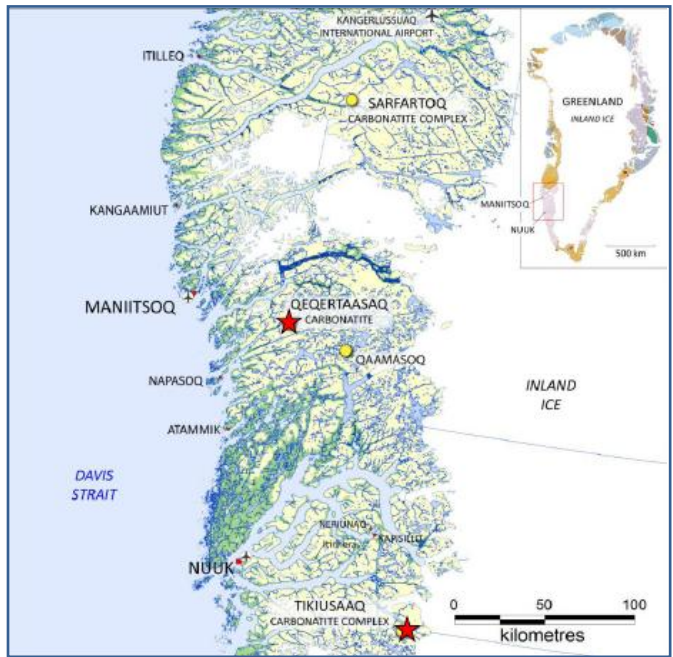 KANGERLUSSUAQ
INTERNATIONAL AIRPORT
ITILLEQ
SARFARTOQ
CARBONATITE COMPLEX
GREENLAND
INLAND ICE
MANIITSOQ
NUUK
500 km
KANGAAMIUT
MANIITSOQ
QEQERTAASAQ
CARBONATITE
QAAMASOQ
NAPASOQ
INLAND
ICE
ATAMMIK
DAVIS
STRAIT
KAPISILLIT
NUUK
TIKIUSAAQ
CARBONATITE COMPLEX
0 50 100
kilometres